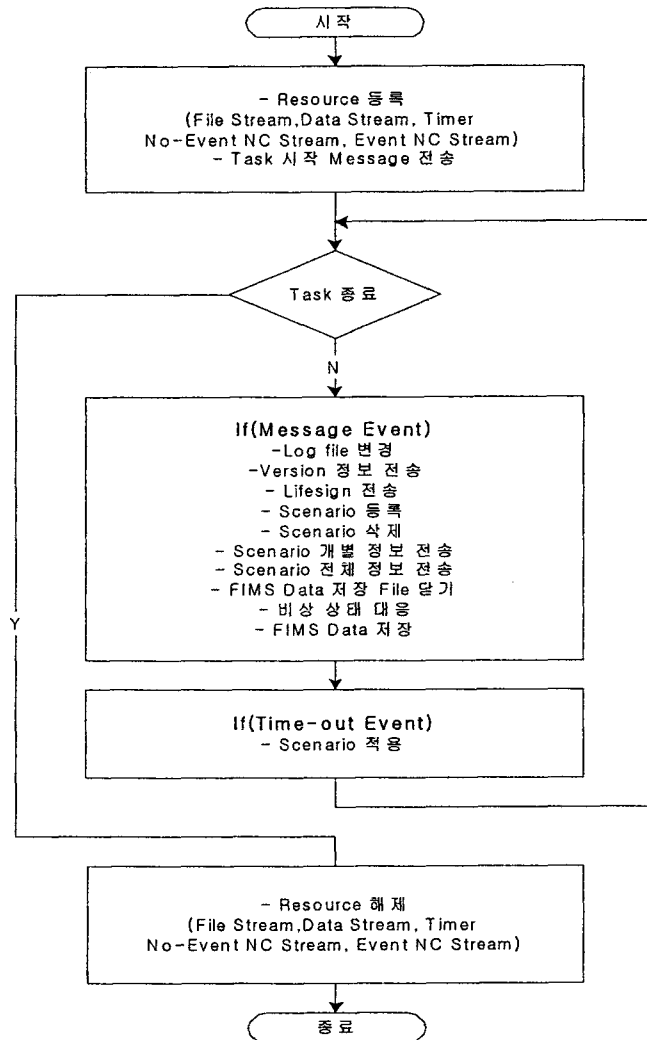 시작
- Resource 등록
(File Stream,Data Stream, Timer
No-Event NC Stream, Event NC Stream)
- Task 시작 Message 전송
Task 종료
N
If(Message Event)
-Log file 변경
-Version 정보 전송
- Lifesign 전송
- Scenario 등록
- Scenario 삭제
- Scenario 개별 정보 전송
- Scenario 전체 정보 전송
- FIMS Data 저장 File 닫기
- 비상 상태 대응
- FIMS Data 저장
Y
If(Time-out Event)
- Scenario 적용
- Resource 해제
(File Stream,Data Stream, Timer
No-Event NC Stream, Event NC Stream)
종료